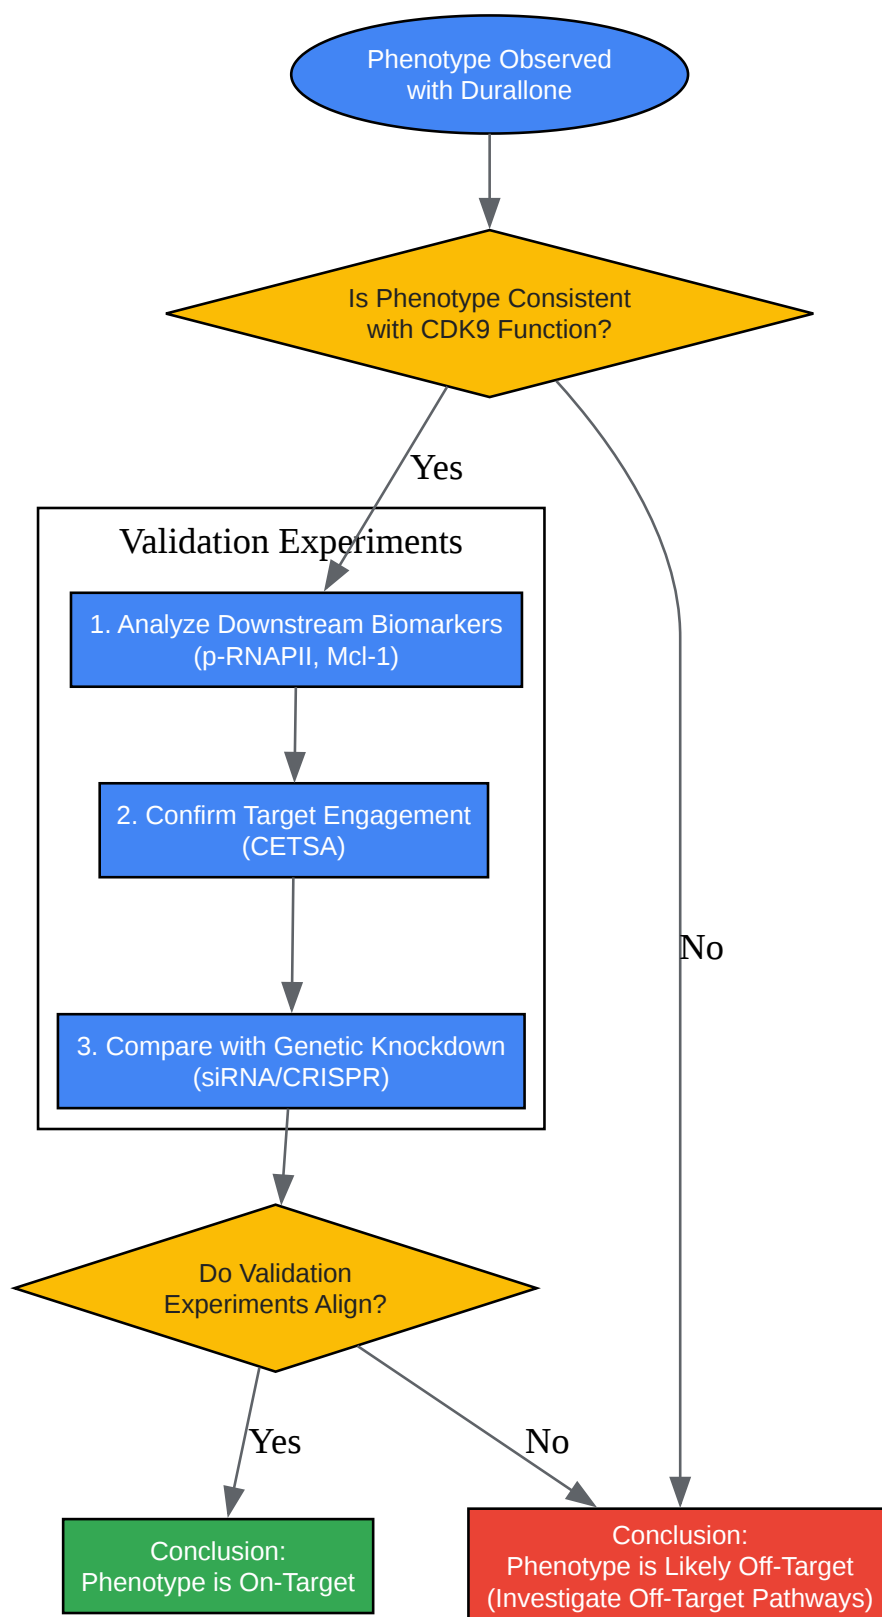 Phenotype Observed
with Durallone
Is Phenotype Consistent
with CDK9 Function?
Yes
Validation Experiments
1. Analyze Downstream Biomarkers
(p-RNAPII, Mcl-1)
2. Confirm Target Engagement
(CETSA)
No
3. Compare with Genetic Knockdown
(siRNA/CRISPR)
Do Validation
Experiments Align?
Yes
No
Conclusion:
Phenotype is On-Target
Conclusion:
Phenotype is Likely Off-Target
(Investigate Off-Target Pathways)